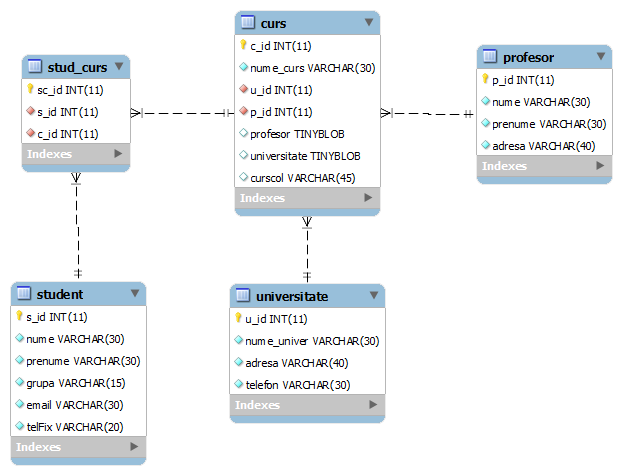 stud_curs
sc_id INT(11)
s_id INT(11)
c_id INT(11)
Indexes
curs
c_id INT(11)
nume_curs VARCHAR(30)
u_id INT(11)
p_id INT(11)
profesor TINYBLOB
universitate TINYBLOB
curscol VARCHAR(45)
Indexes
profesor
p_id INT(11)
nume VARCHAR(30)
prenume VARCHAR(30)
adresa VARCHAR(40)
Indexes
student
s_id INT(11)
nume VARCHAR(30)
prenume VARCHAR(30)
grupa VARCHAR(15)
email VARCHAR(30)
telFix VARCHAR(20)
Indexes
universitate
u_id INT(11)
nume_univer VARCHAR(30)
adresa VARCHAR(40)
telefon VARCHAR(30)
Indexes